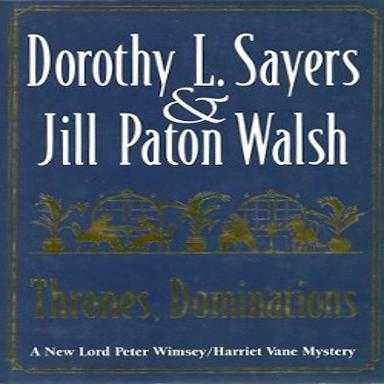 Dorothy L. Sayers
&
Jill Paton Walsh
Thrones, Dominations
A New Lord Peter Wimsey/Harriet Vane Mystery